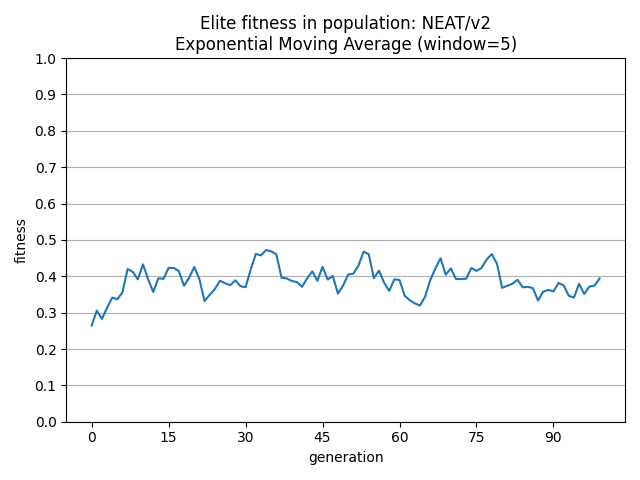 Elite fitness in population: NEAT/v2
Exponential Moving Average (window=5)
1.0
0.9
0.8
0.7
0.6
0.5
0.4
0.3
0.2
0.1
0.0
fitness
0 15 30 45 60 75 90
generation